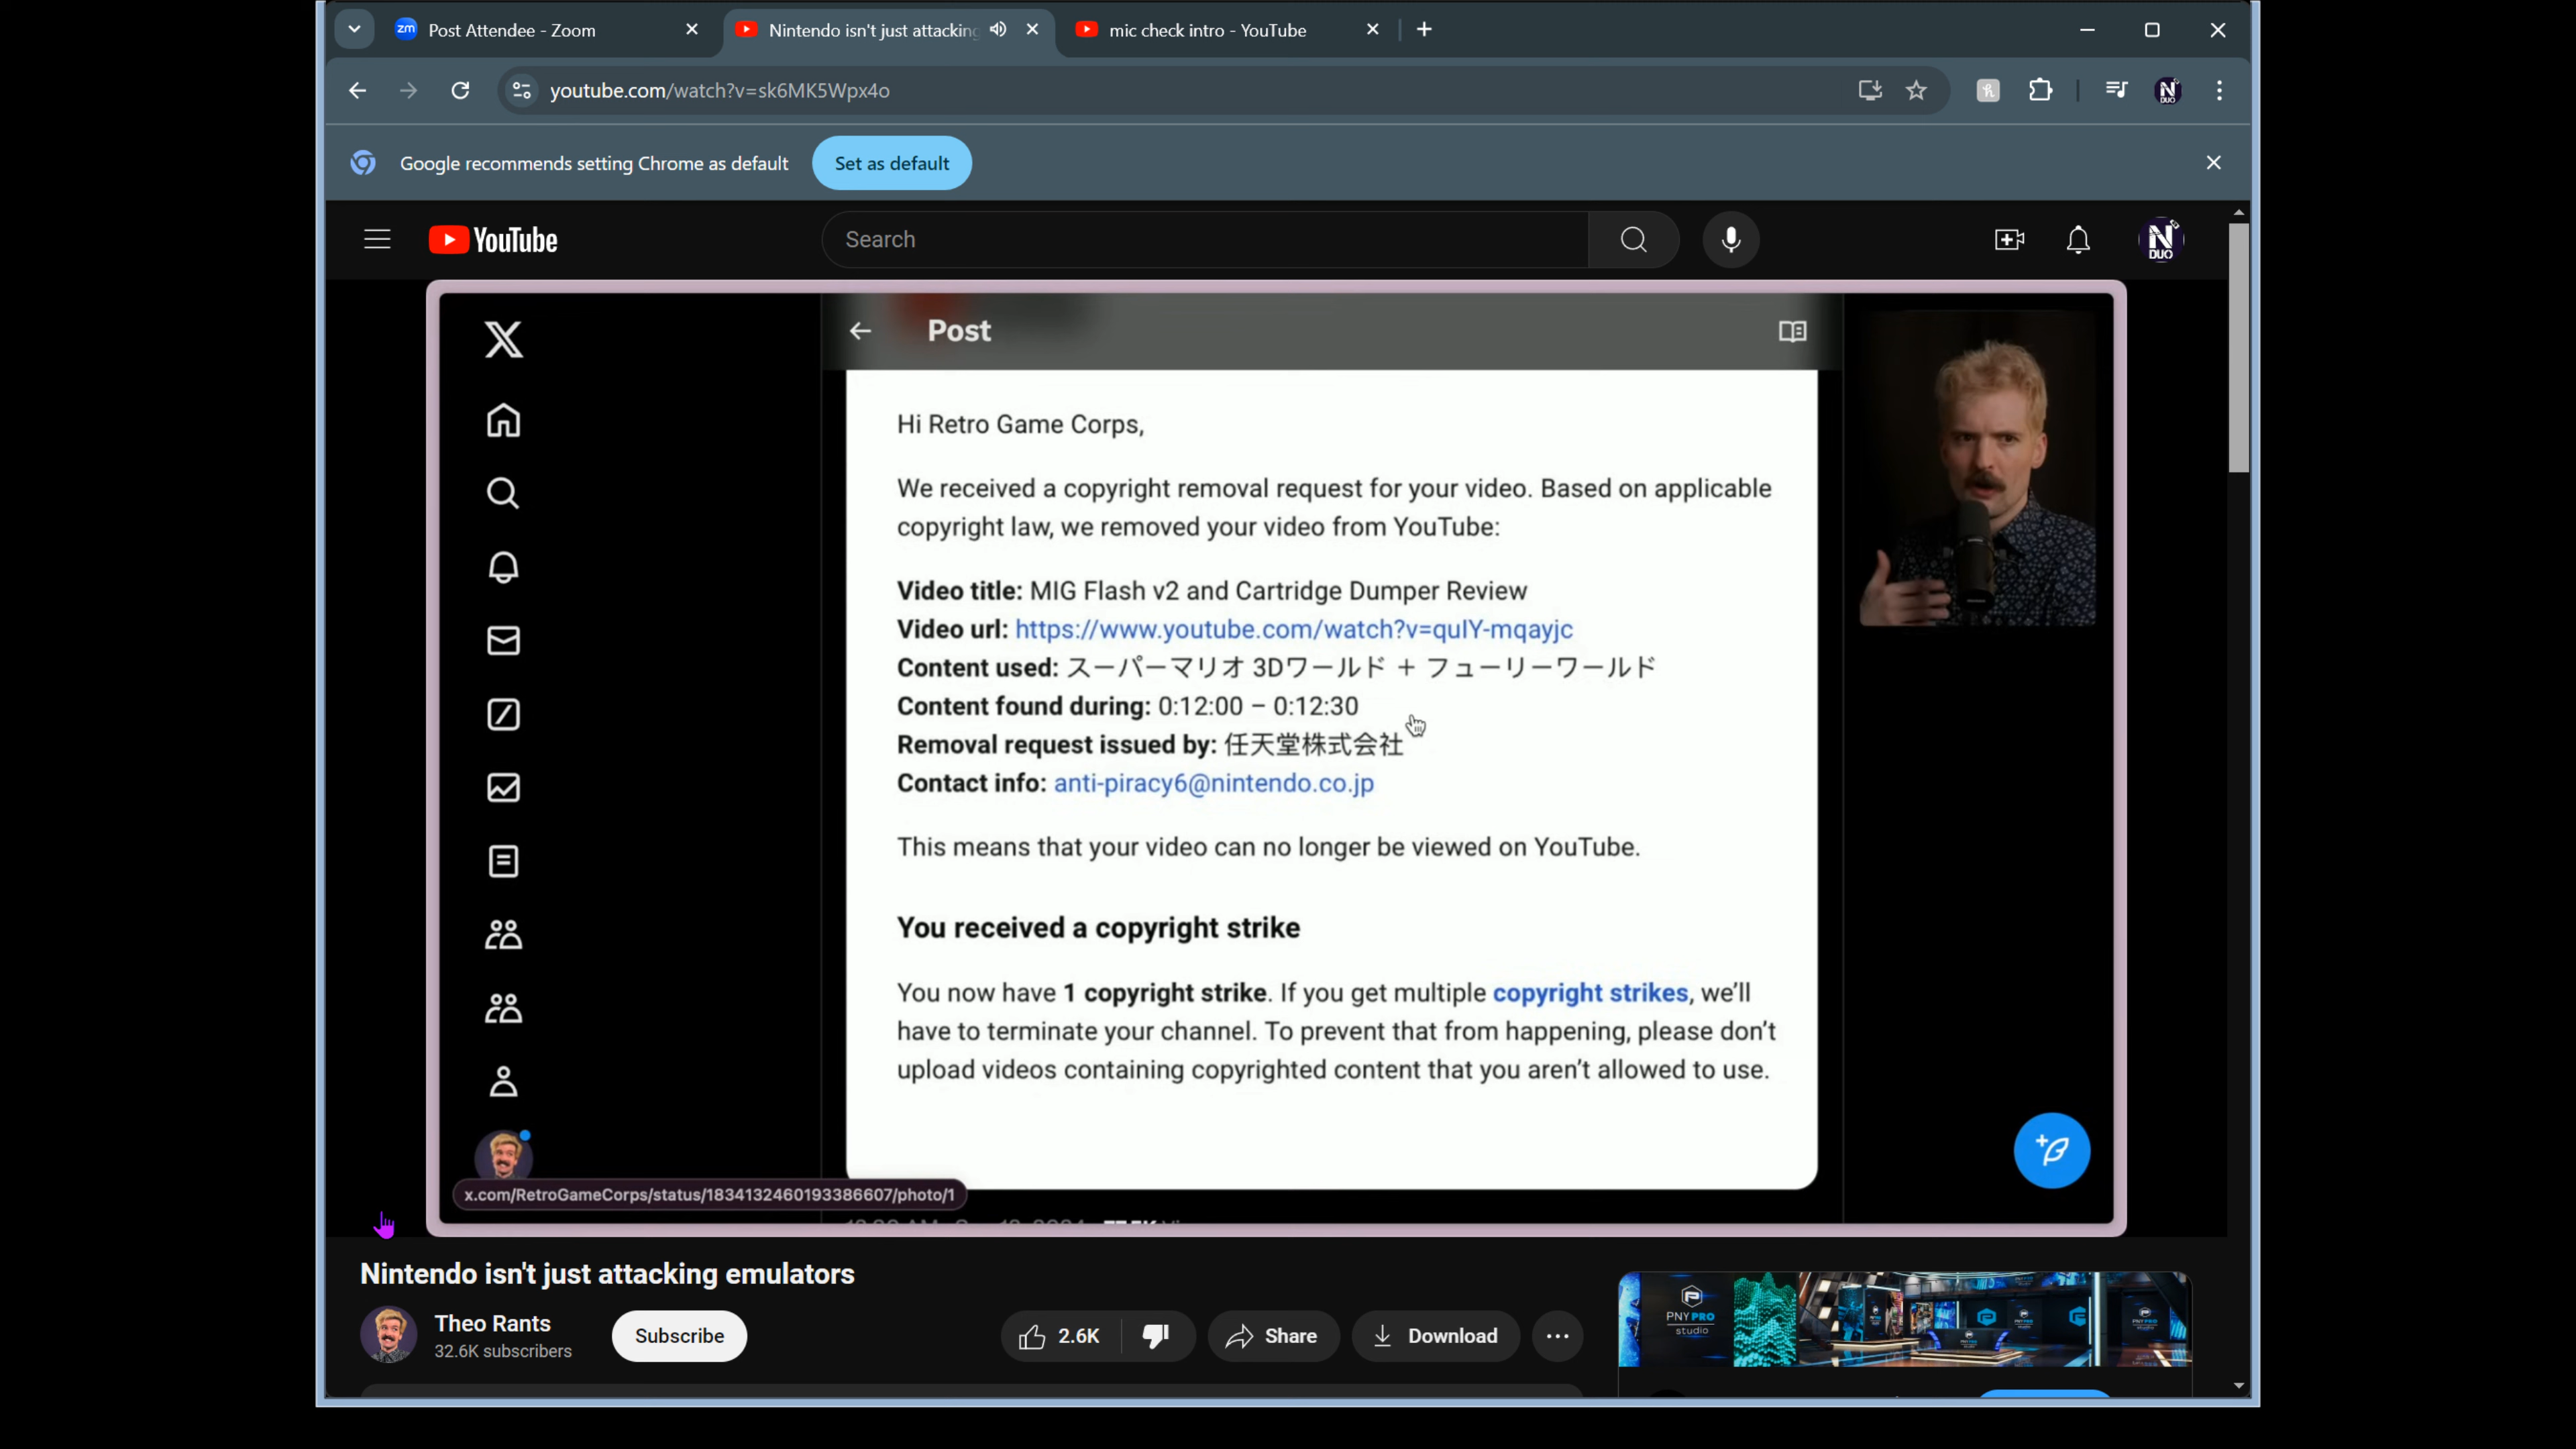 zm Post Attendee - Zoom
Nintendo isn't just attacking
mic check intro - YouTube
youtube.com/watch?v=sk6MK5Wpx4o
Google recommends setting Chrome as default
Set as default
YouTube
Search
N DUO
Post
Hi Retro Game Corps,
We received a copyright removal request for your video. Based on applicable
copyright law, we removed your video from YouTube:
Video title: MIG Flash v2 and Cartridge Dumper Review
Video url: https://www.youtube.com/watch?v=quIY-mqayjc
Content used: スーパーマリオ 3Dワールド + フューリーワールド
Content found during: 0:12:00 – 0:12:30
Removal request issued by: 任天堂株式会社
Contact info: anti-piracy6@nintendo.co.jp
This means that your video can no longer be viewed on YouTube.
You received a copyright strike
You now have 1 copyright strike. If you get multiple copyright strikes, we'll
have to terminate your channel. To prevent that from happening, please don't
upload videos containing copyrighted content that you aren't allowed to use.
x.com/RetroGameCorps/status/1834132460193386607/photo/1
Nintendo isn't just attacking emulators
Theo Rants
32.6K subscribers
Subscribe
2.6K
Share
Download
PNY PRO
studio